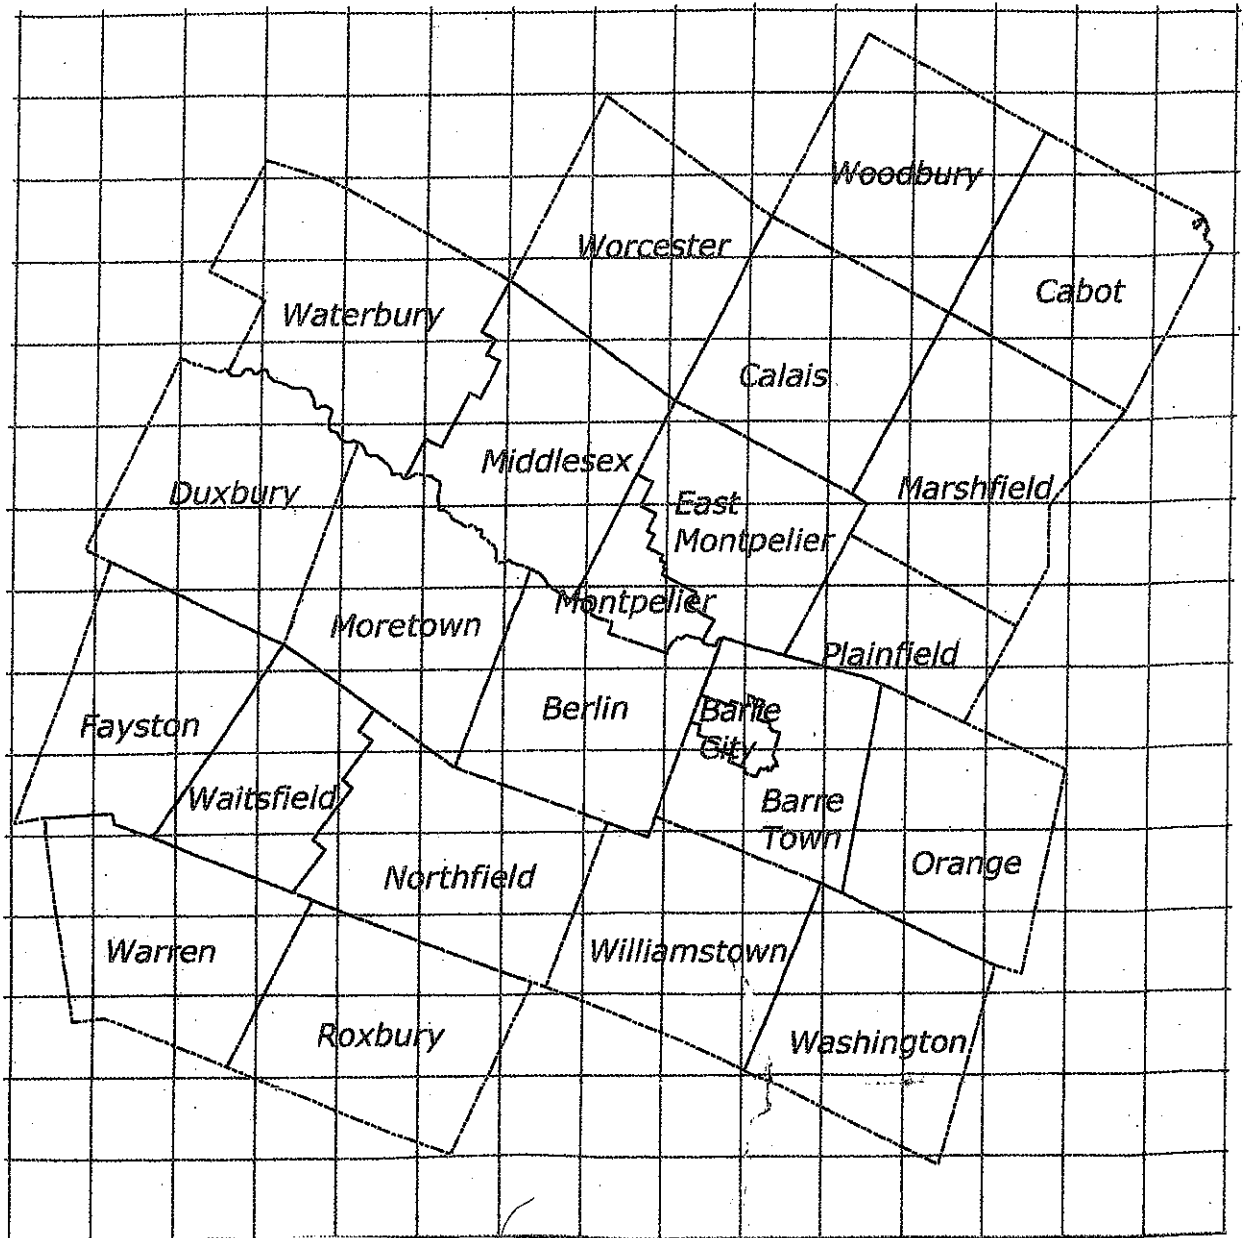 Woodbury
Worcester
Cabot
Waterbury
Calais
Middlesex
Duxbury
Marshfield
East
Montpelier
Montpelier
Moretown
Plainfield
Fayston
Berlin
Barre
City
Waitsfield
Barre
Town
Northfield
Orange
Warren
Williamstown
Roxbury
Washington